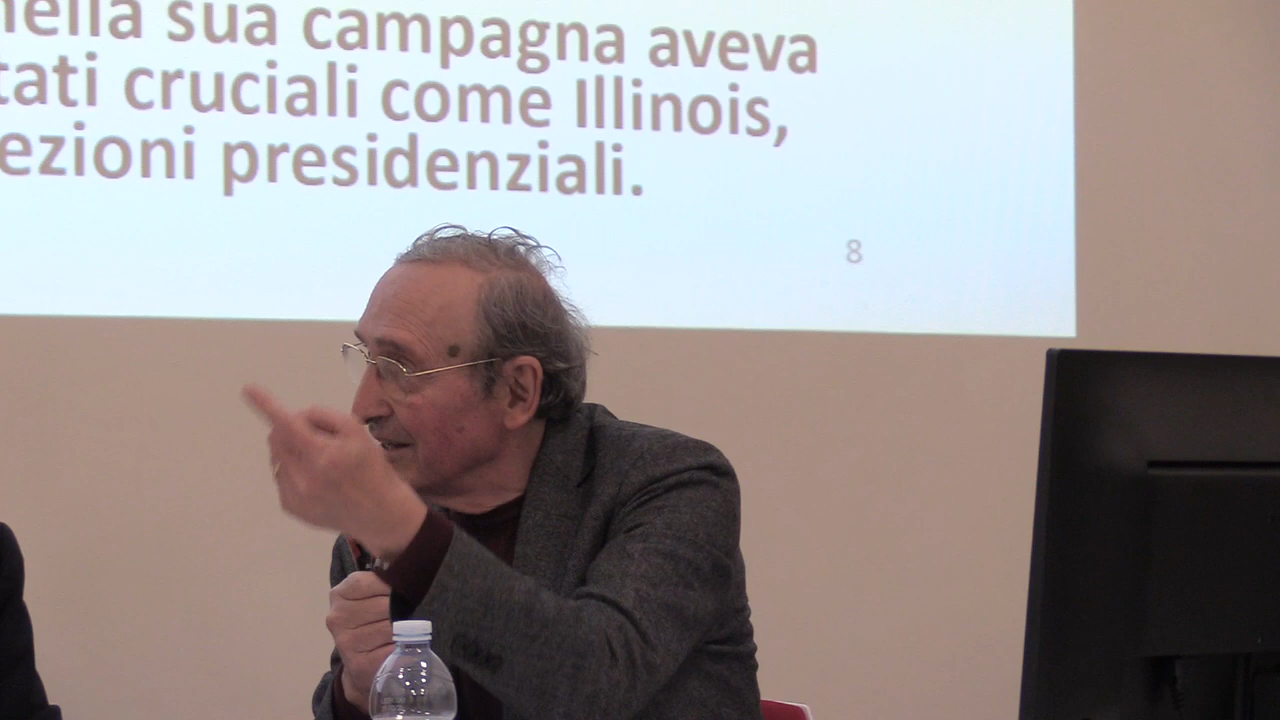 nella sua campagna aveva
tati cruciali come Illinois,
ezioni presidenziali.
8